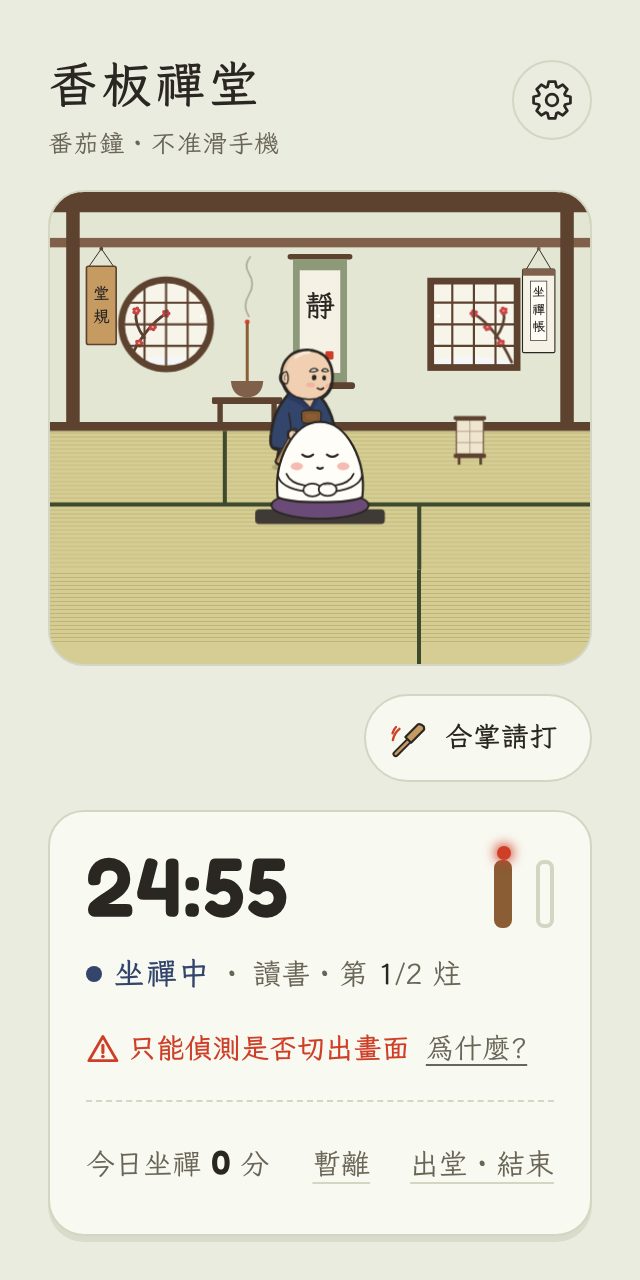 香板禪堂
番茄鐘・不准滑手機
堂規
靜
坐禪帳
合掌請打
24:55
坐禪中・讀書・第 1/2 炷
只能偵測是否切出畫面 為什麼?
今日坐禪 0 分 暫離 出堂・結束